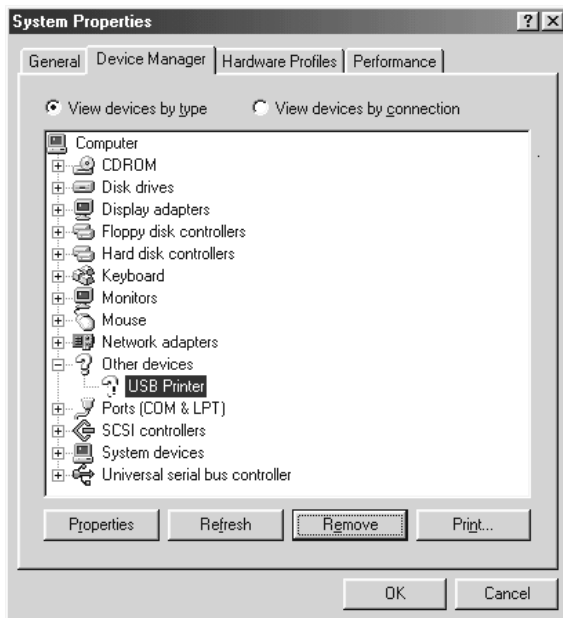 System Properties
General Device Manager Hardware Profiles Performance
View devices by type View devices by connection
Computer
CDROM
Disk drives
Display adapters
Floppy disk controllers
Hard disk controllers
Keyboard
Monitors
Mouse
Network adapters
Other devices
USB Printer
Ports (COM & LPT)
SCSI controllers
System devices
Universal serial bus controller
Properties Refresh Remove Print...
OK Cancel